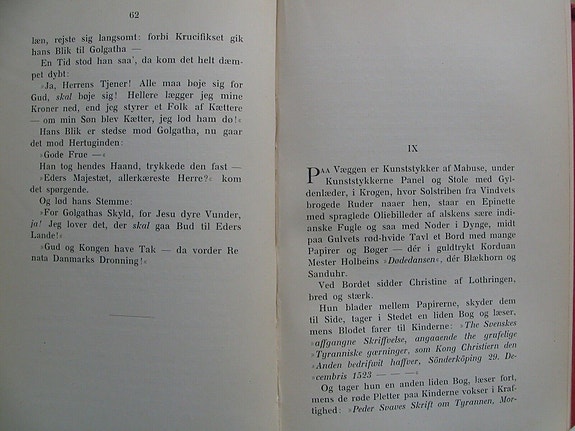 62
læn, rejste sig langsomt: forbi Krucifikset gik
hans Blik til Golgatha —
En Tid stod han saa', da kom det helt dæm-
pet dybt:
»Ja, Herrens Tjener! Alle maa bøje sig for
Gud, skal bøje sig! Hellere lægger jeg mine
Kroner ned, end jeg styrer et Folk af Kættere
— om min Søn blev Kætter, jeg lod ham dø!«
Hans Blik er stedse mod Golgatha, nu gaar
det mod Hertuginden:
»Gode Frue —«
Han tog hendes Haand, trykkede den fast —
»Eders Majestæt, allerkæreste Herre?« kom
det spørgende.
Og lød hans Stemme:
»For Golgathas Skyld, for Jesu dyre Vunder,
ja! Jeg lover det, der skal gaa Bud til Eders
Lande!«
»Gud og Kongen have Tak — da vorder Re
nata Danmarks Dronning!«
IX
PAA Væggen er Kunststykker af Mabuse, under
Kunststykkerne Panel og Stole med Gyl-
denlæder, i Krogen, hvor Solstriben fra Vindvets
brogede Ruder naaer hen, staar en Epinette
med spraglede Oliebilleder af alskens sære indi-
anske Fugle og saa med Noder i Dynge, midt
paa Gulvets rød-hvide Tavl et Bord med mange
Papirer og Bøger — dér i guldtrykt Korduan
Mester Holbeins »Dødedansen«, dér Blækhorn og
Sanduhr.
Ved Bordet sidder Christine af Lothringen,
bred og stærk.
Hun blader mellem Papirerne, skyder dem
til Side, tager i Stedet en liden Bog og læser,
mens Blodet farer til Kinderne: »The Svenskes
»affgangne Skriffvelse, angaaende the grafelige
»Tyranniske gærninger, som Kong Christiern den
»Anden bedrifwit haffver, Sönderköping 29. De-
»cembris 1523 — — —«
Og tager hun en anden liden Bog, læser fort,
mens de røde Pletter paa Kinderne vokser i Kraf-
tighed: »Peder Svaves Skrift om Tyrannen, Mor-